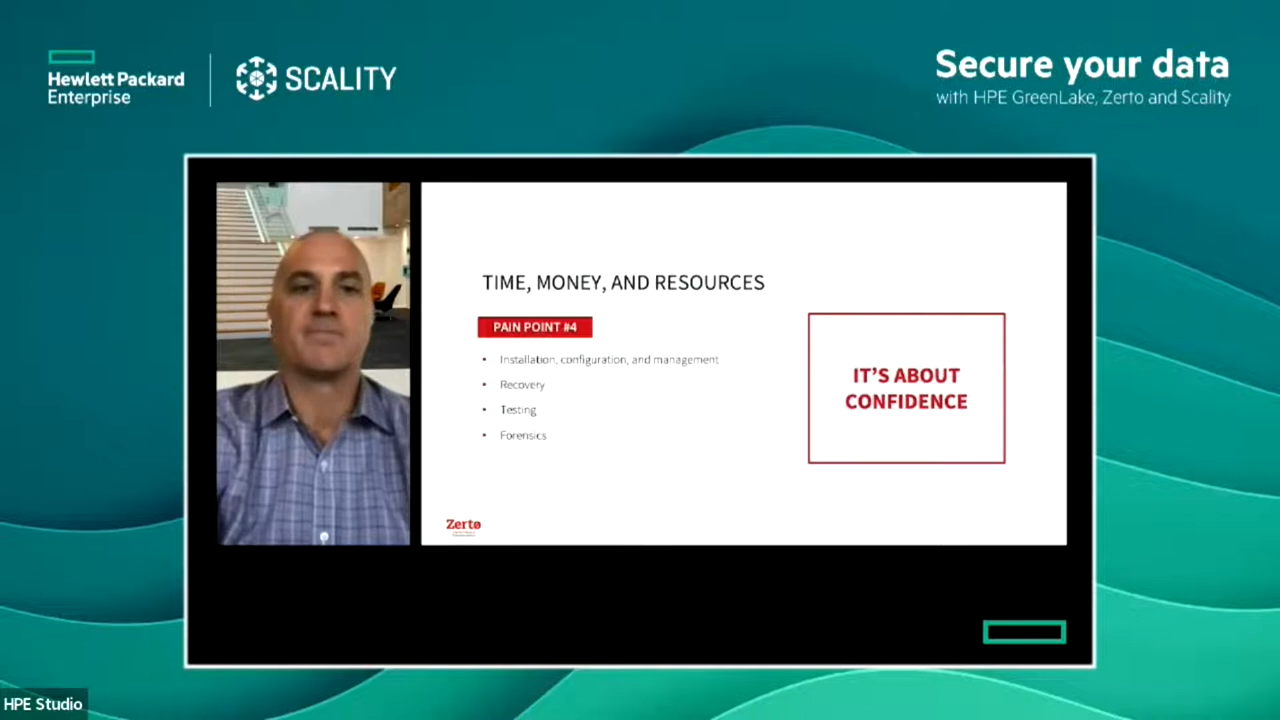 Hewlett Packard
Enterprise
SCALITY
Secure your data
with HPE GreenLake, Zerto and Scality
TIME, MONEY, AND RESOURCES
PAIN POINT #4
• Installation, configuration, and management
• Recovery
• Testing
• Forensics
IT'S ABOUT
CONFIDENCE
Zerto
HPE Studio